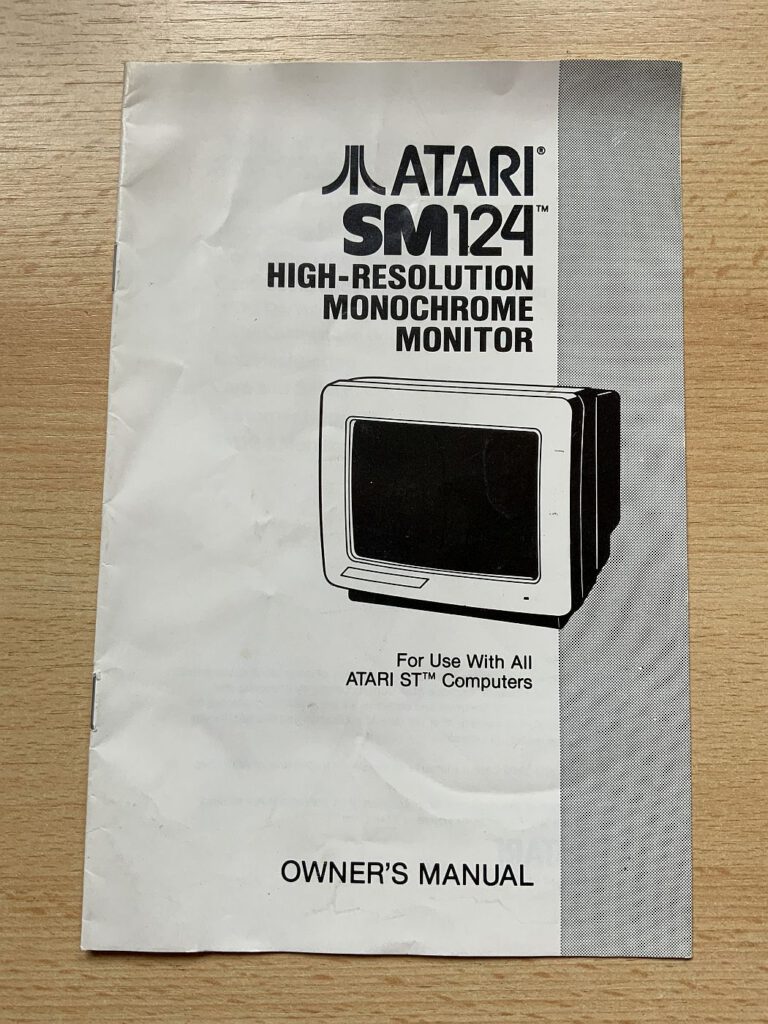 ATARI®
SM124™
HIGH-RESOLUTION
MONOCHROME
MONITOR
For Use With All
ATARI ST™ Computers
OWNER'S MANUAL